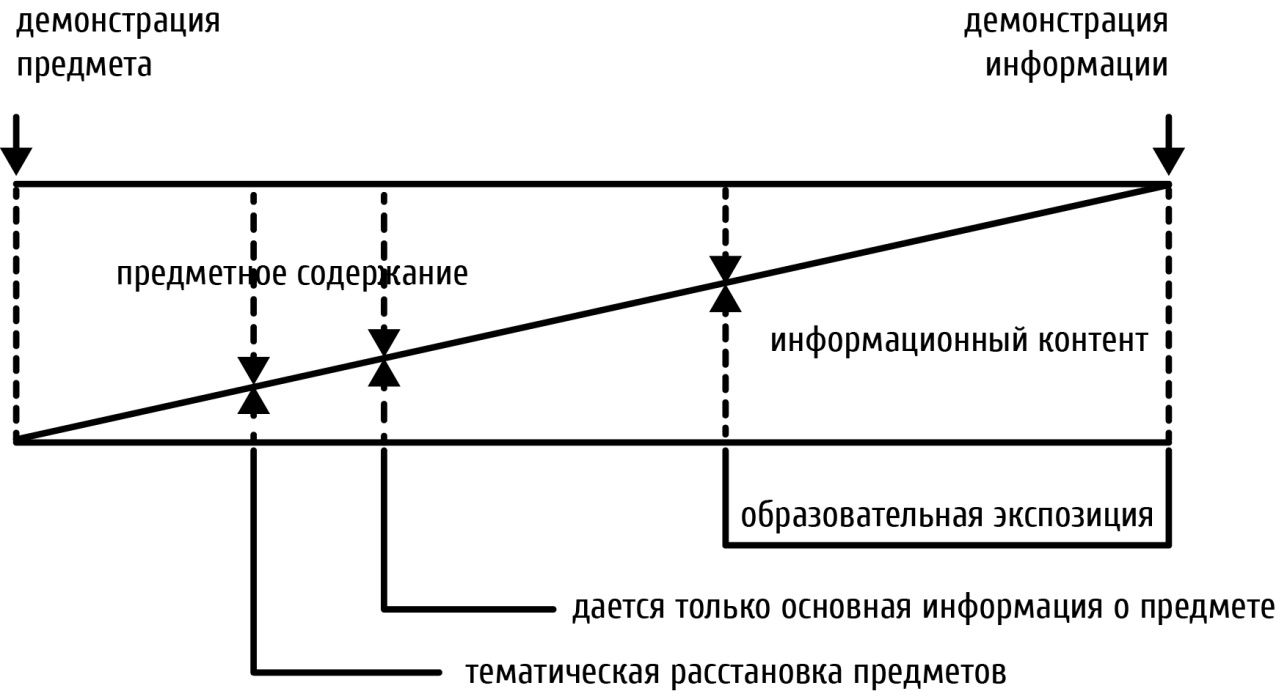 демонстрация
предмета
демонстрация
информации
предметное содержание
информационный контент
образовательная экспозиция
дается только основная информация о предмете
тематическая расстановка предметов